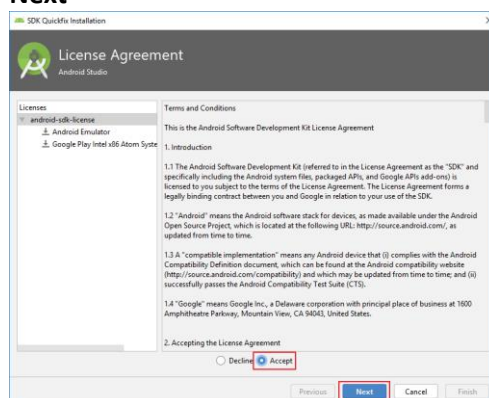 Next
SDK Quickfix Installation
License Agreement
Android Studio
Licenses
android-sdk-license
Android Emulator
Google Play Intel x86 Atom Syste
Terms and Conditions
This is the Android Software Development Kit License Agreement
1. Introduction
1.1 The Android Software Development Kit (referred to in the License Agreement as the "SDK" and
specifically including the Android system files, packaged APIs, and Google APIs add-ons) is
licensed to you subject to the terms of the License Agreement. The License Agreement forms a
legally binding contract between you and Google in relation to your use of the SDK.
1.2 "Android" means the Android software stack for devices, as made available under the Android
Open Source Project, which is located at the following URL: http://source.android.com/, as
updated from time to time.
1.3 A "compatible implementation" means any Android device that (i) complies with the Android
Compatibility Definition document, which can be found at the Android compatibility website
(http://source.android.com/compatibility) and which may be updated from time to time; and (ii)
successfully passes the Android Compatibility Test Suite (CTS).
1.4 "Google" means Google Inc., a Delaware corporation with principal place of business at 1600
Amphitheatre Parkway, Mountain View, CA 94043, United States.
2. Accepting the License Agreement
Decline Accept
Previous Next Cancel Finish